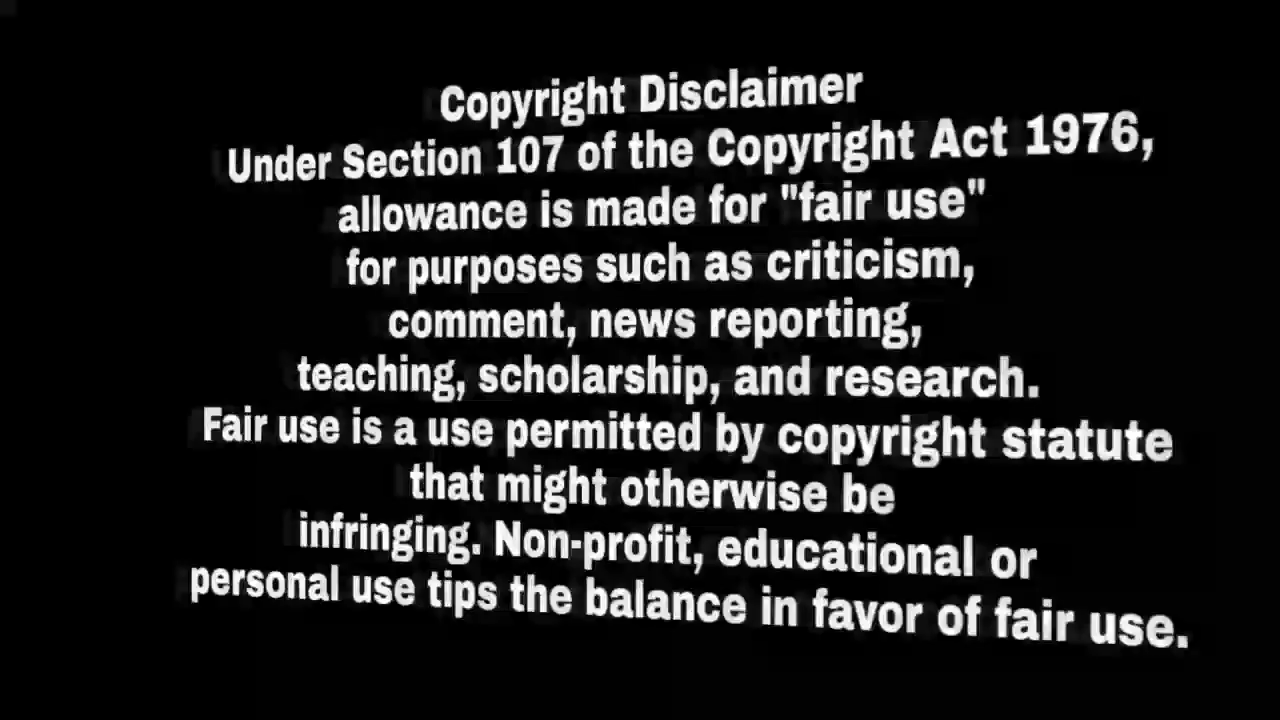 Copyright Disclaimer
Under Section 107 of the Copyright Act 1976,
allowance is made for "fair use"
for purposes such as criticism,
comment, news reporting,
teaching, scholarship, and research.
Fair use is a use permitted by copyright statute
that might otherwise be
infringing. Non-profit, educational or
personal use tips the balance in favor of fair use.